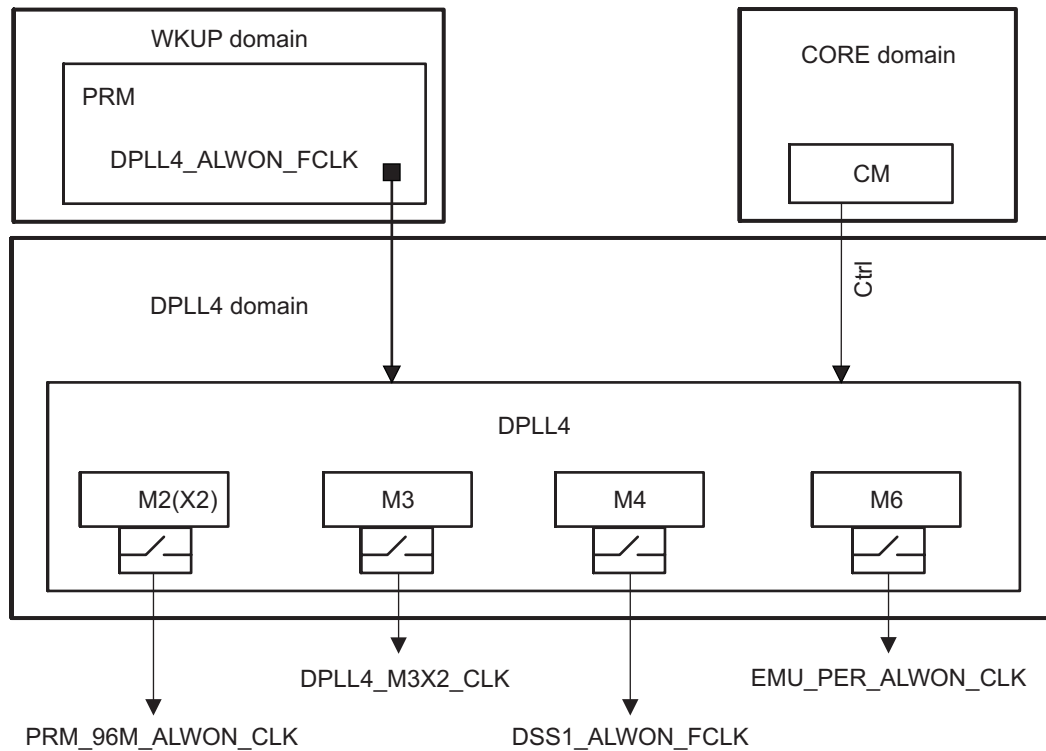 WKUP domain
CORE domain
PRM
DPLL4_ALWON_FCLK
CM
Ctrl
DPLL4 domain
DPLL4
M2(X2)
M3
M4
M6
DPLL4_M3X2_CLK
EMU_PER_ALWON_CLK
PRM_96M_ALWON_CLK
DSS1_ALWON_FCLK